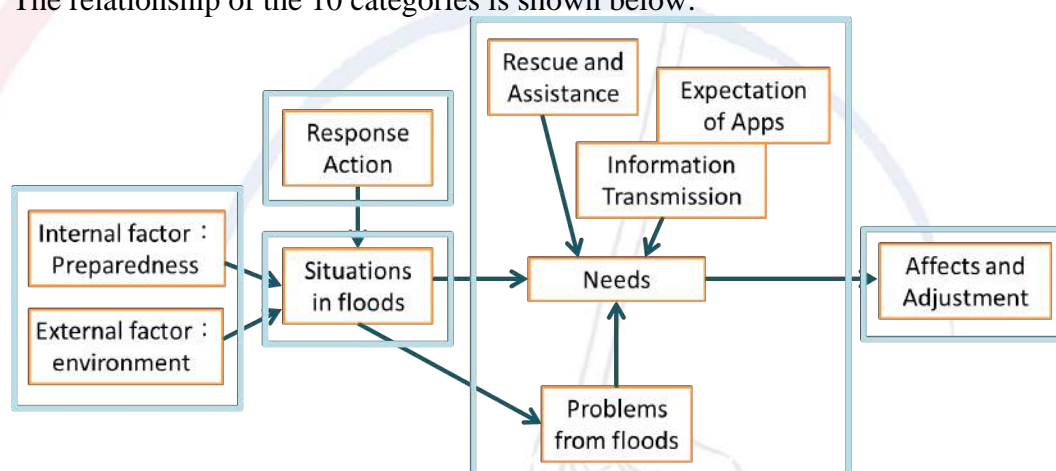 The relationship of the 10 categories is shown below.
Rescue and
Assistance
Expectation
of Apps
Response
Action
Information
Transmission
Internal factor：
Preparedness
Situations
in floods
Needs
Affects and
Adjustment
External factor：
environment
Problems
from floods